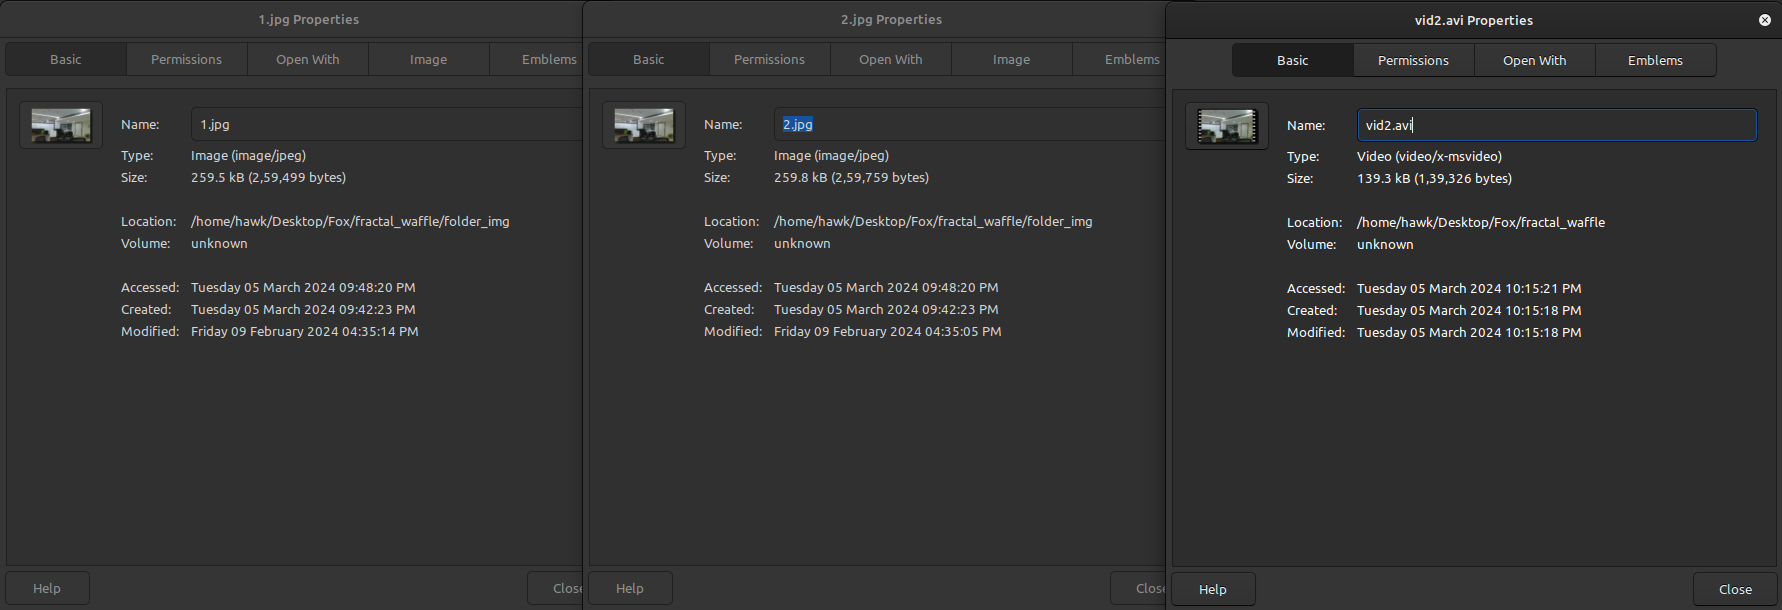 1.jpg Properties
Basic Permissions Open With Image Emblems
Name: 1.jpg
Type: Image (image/jpeg)
Size: 259.5 kB (2,59,499 bytes)
Location: /home/hawk/Desktop/Fox/fractal_waffle/folder_img
Volume: unknown
Accessed: Tuesday 05 March 2024 09:48:20 PM
Created: Tuesday 05 March 2024 09:42:23 PM
Modified: Friday 09 February 2024 04:35:14 PM
Help Close
2.jpg Properties
Basic Permissions Open With Image Emblems
Name: 2.jpg
Type: Image (image/jpeg)
Size: 259.8 kB (2,59,759 bytes)
Location: /home/hawk/Desktop/Fox/fractal_waffle/folder_img
Volume: unknown
Accessed: Tuesday 05 March 2024 09:48:20 PM
Created: Tuesday 05 March 2024 09:42:23 PM
Modified: Friday 09 February 2024 04:35:05 PM
Help Close
vid2.avi Properties
Basic Permissions Open With Emblems
Name: vid2.avi
Type: Video (video/x-msvideo)
Size: 139.3 kB (1,39,326 bytes)
Location: /home/hawk/Desktop/Fox/fractal_waffle
Volume: unknown
Accessed: Tuesday 05 March 2024 10:15:21 PM
Created: Tuesday 05 March 2024 10:15:18 PM
Modified: Tuesday 05 March 2024 10:15:18 PM
Help Close